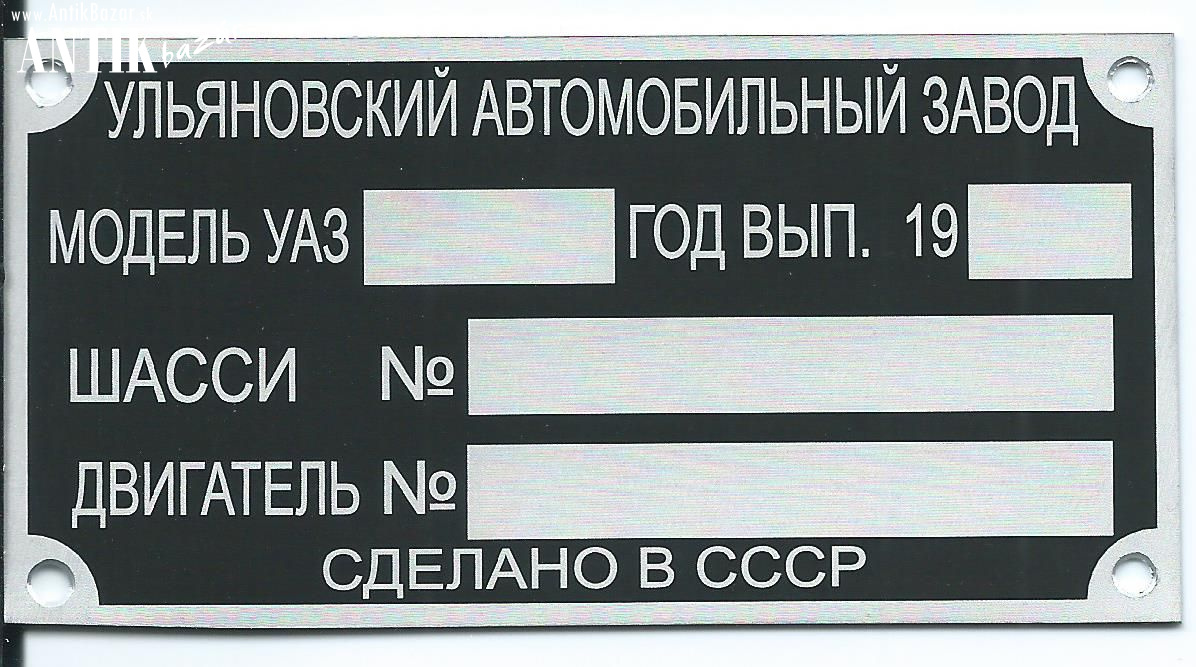 www.AntikBazar.sk
ANTIK bazar
УЛЬЯНОВСКИЙ АВТОМОБИЛЬНЫЙ ЗАВОД
МОДЕЛЬ УАЗ ГОД ВЫП. 19
ШАССИ №
ДВИГАТЕЛЬ №
СДЕЛАНО В СССР